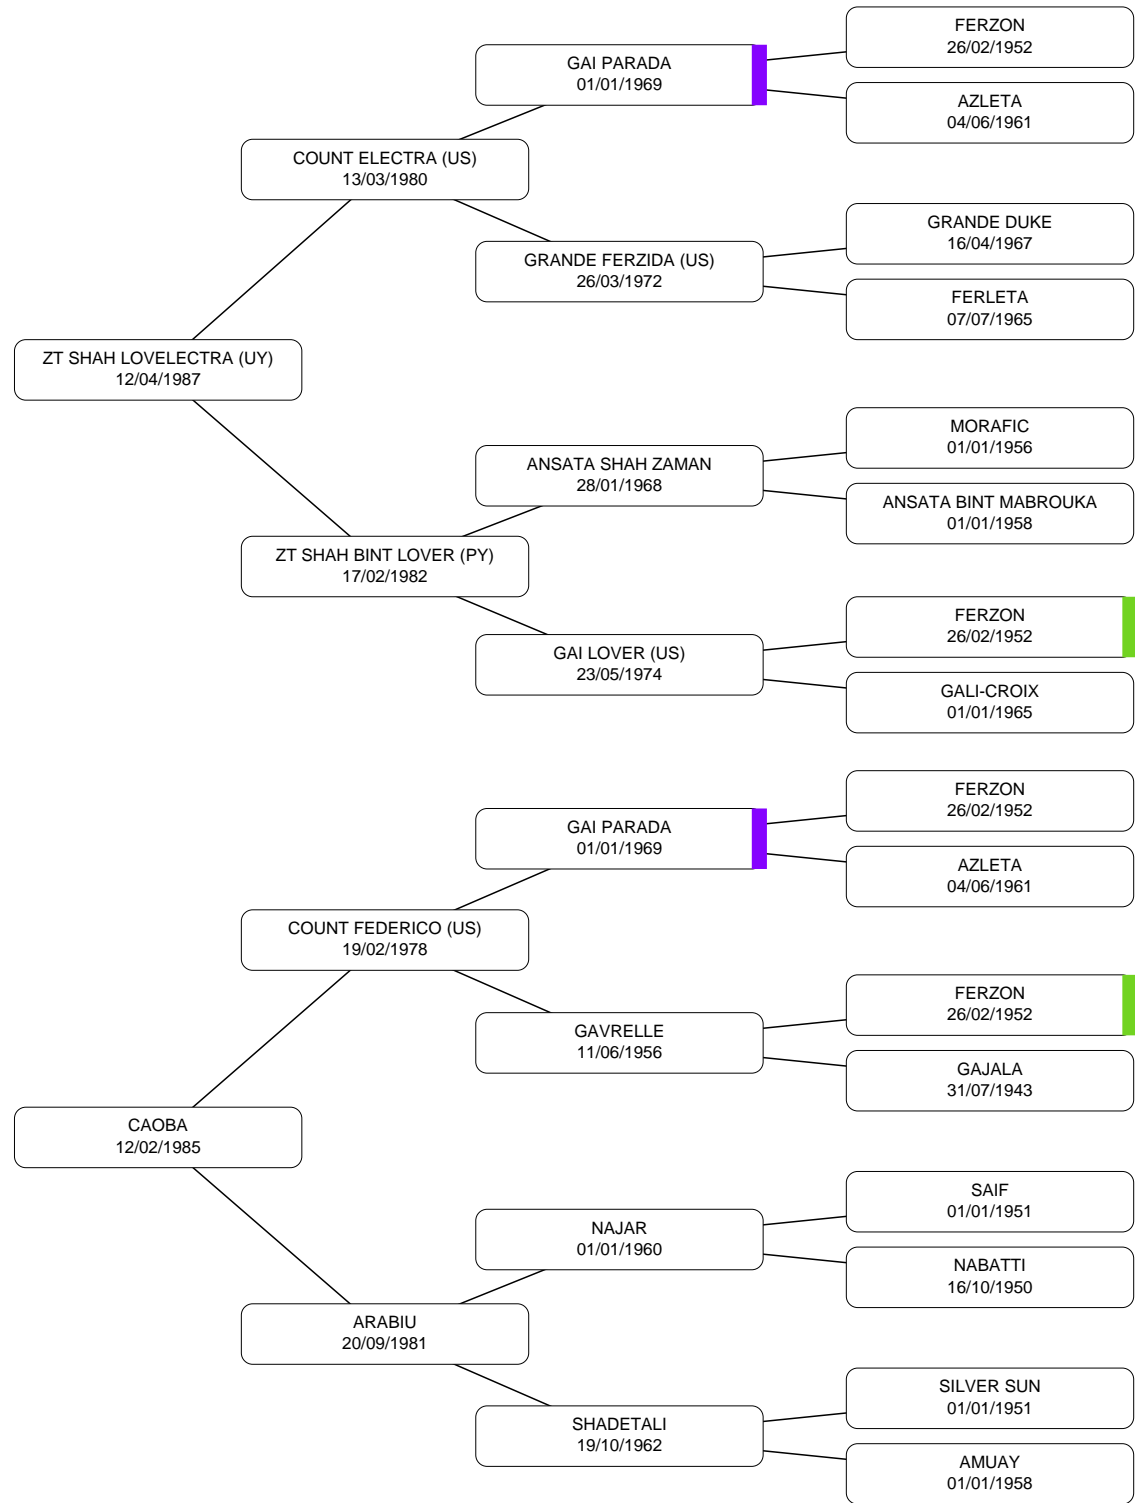 FERZON
26/02/1952
GAI PARADA
01/01/1969
AZLETA
04/06/1961
COUNT ELECTRA (US)
13/03/1980
GRANDE DUKE
16/04/1967
GRANDE FERZIDA (US)
26/03/1972
FERLETA
07/07/1965
ZT SHAH LOVELECTRA (UY)
12/04/1987
MORAFIC
01/01/1956
ANSATA SHAH ZAMAN
28/01/1968
ANSATA BINT MABROUKA
01/01/1958
ZT SHAH BINT LOVER (PY)
17/02/1982
FERZON
26/02/1952
GAI LOVER (US)
23/05/1974
GALI-CROIX
01/01/1965
FERZON
26/02/1952
GAI PARADA
01/01/1969
AZLETA
04/06/1961
COUNT FEDERICO (US)
19/02/1978
FERZON
26/02/1952
GAVRELLE
11/06/1956
GAJALA
31/07/1943
CAOBA
12/02/1985
SAIF
01/01/1951
NAJAR
01/01/1960
NABATTI
16/10/1950
ARABIU
20/09/1981
SILVER SUN
01/01/1951
SHADETALI
19/10/1962
AMUAY
01/01/1958